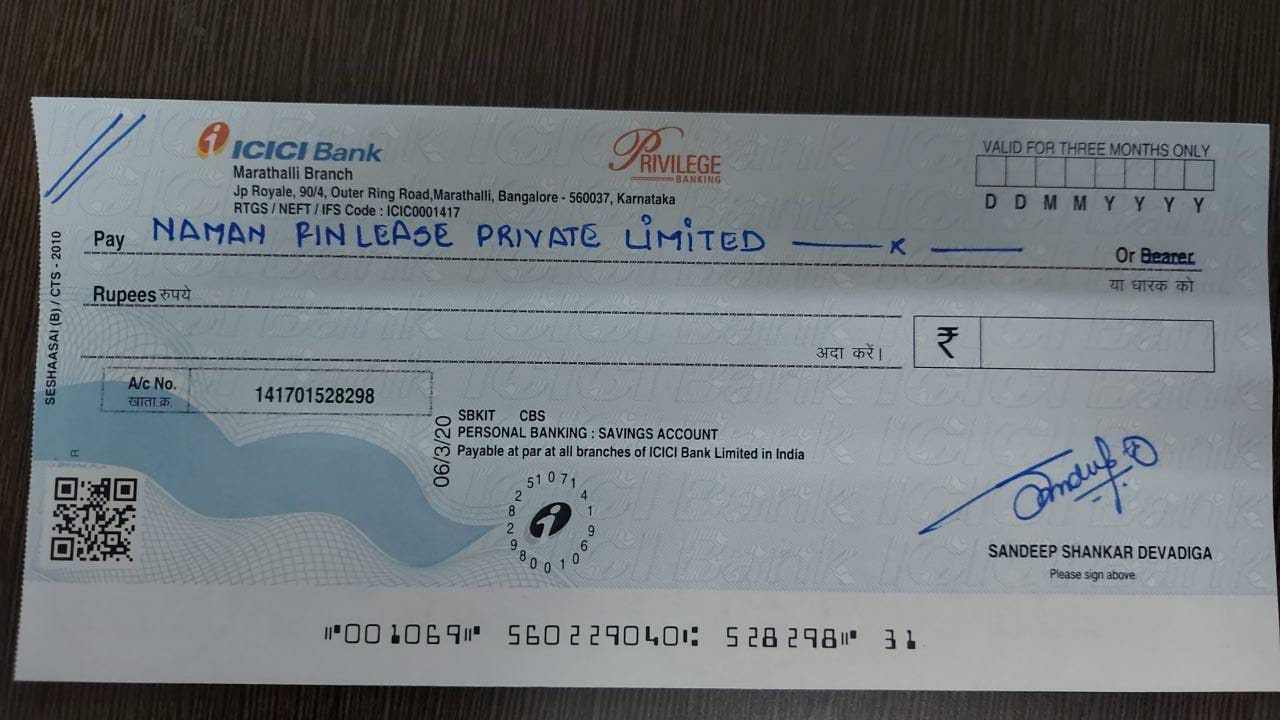 ICICI Bank
PRIVILEGE
BANKING
VALID FOR THREE MONTHS ONLY
Marathalli Branch
Jp Royale, 90/4, Outer Ring Road,Marathalli, Bangalore - 560037, Karnataka
RTGS / NEFT / IFS Code : ICIC0001417
D D M M Y Y Y Y
Pay NAMAN FINLEASE PRIVATE LIMITED — x —
Or Bearer
या धारक को
Rupees रुपये
अदा करें।
₹
A/c No.
खाता.क्र.
141701528298
SESHAASAI (B) / CTS - 2010
06/3/20
SBKIT CBS
PERSONAL BANKING : SAVINGS ACCOUNT
Payable at par at all branches of ICICI Bank Limited in India
SANDEEP SHANKAR DEVADIGA
Please sign above
⑈001069⑈ 560229040⑆ 528298⑈ 31